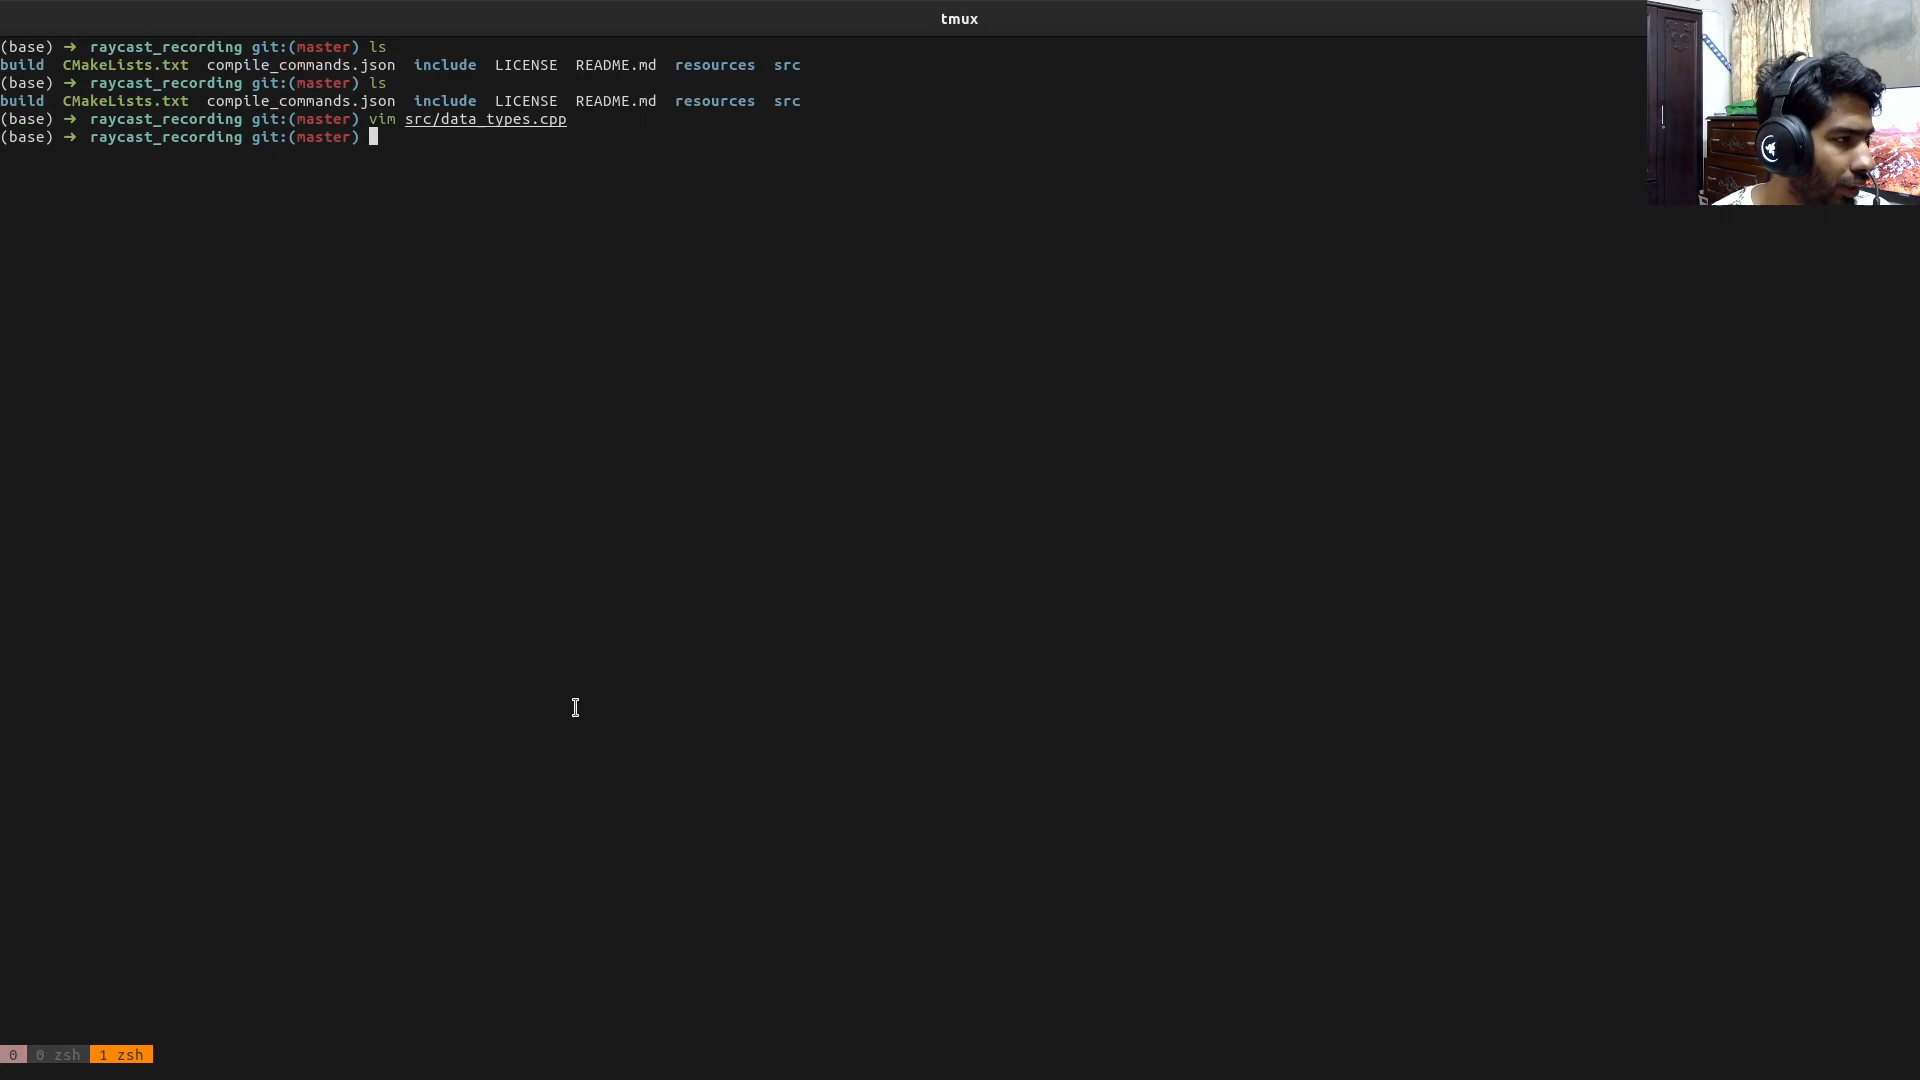 tmux
(base) → raycast_recording git:(master) ls
build CMakeLists.txt compile_commands.json include LICENSE README.md resources src
(base) → raycast_recording git:(master) ls
build CMakeLists.txt compile_commands.json include LICENSE README.md resources src
(base) → raycast_recording git:(master) vim src/data_types.cpp
(base) → raycast_recording git:(master)
0 0 zsh 1 zsh